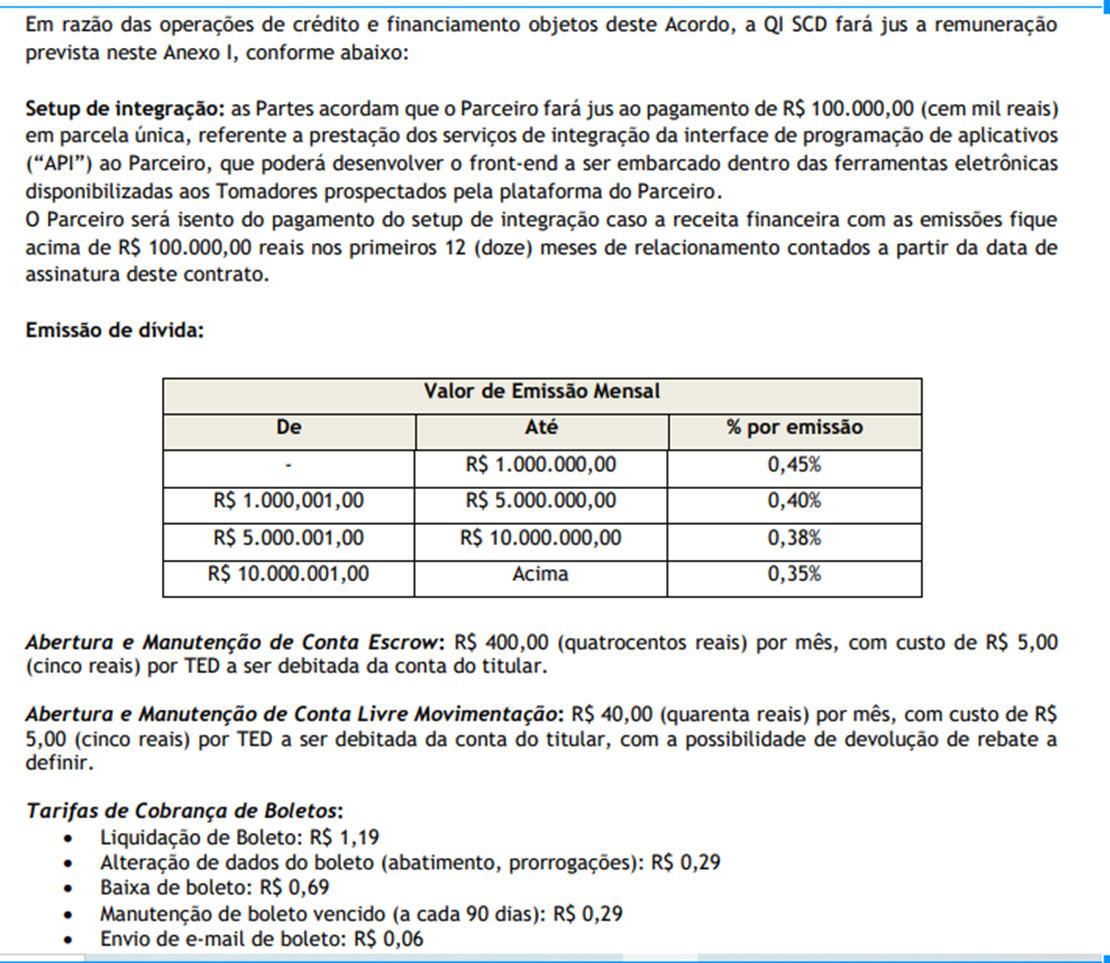 Em razão das operações de crédito e financiamento objetos deste Acordo, a QI SCD fará jus a remuneração
prevista neste Anexo I, conforme abaixo:
Setup de integração: as Partes acordam que o Parceiro fará jus ao pagamento de R$ 100.000,00 (cem mil reais)
em parcela única, referente a prestação dos serviços de integração da interface de programação de aplicativos
(“API”) ao Parceiro, que poderá desenvolver o front-end a ser embarcado dentro das ferramentas eletrônicas
disponibilizadas aos Tomadores prospectados pela plataforma do Parceiro.
O Parceiro será isento do pagamento do setup de integração caso a receita financeira com as emissões fique
acima de R$ 100.000,00 reais nos primeiros 12 (doze) meses de relacionamento contados a partir da data de
assinatura deste contrato.
Emissão de dívida:
Valor de Emissão Mensal
De Até % por emissão
- R$ 1.000.000,00 0,45%
R$ 1.000,001,00 R$ 5.000.000,00 0,40%
R$ 5.000.001,00 R$ 10.000.000,00 0,38%
R$ 10.000.001,00 Acima 0,35%
Abertura e Manutenção de Conta Escrow: R$ 400,00 (quatrocentos reais) por mês, com custo de R$ 5,00
(cinco reais) por TED a ser debitada da conta do titular.
Abertura e Manutenção de Conta Livre Movimentação: R$ 40,00 (quarenta reais) por mês, com custo de R$
5,00 (cinco reais) por TED a ser debitada da conta do titular, com a possibilidade de devolução de rebate a
definir.
Tarifas de Cobrança de Boletos:
• Liquidação de Boleto: R$ 1,19
• Alteração de dados do boleto (abatimento, prorrogações): R$ 0,29
• Baixa de boleto: R$ 0,69
• Manutenção de boleto vencido (a cada 90 dias): R$ 0,29
• Envio de e-mail de boleto: R$ 0,06